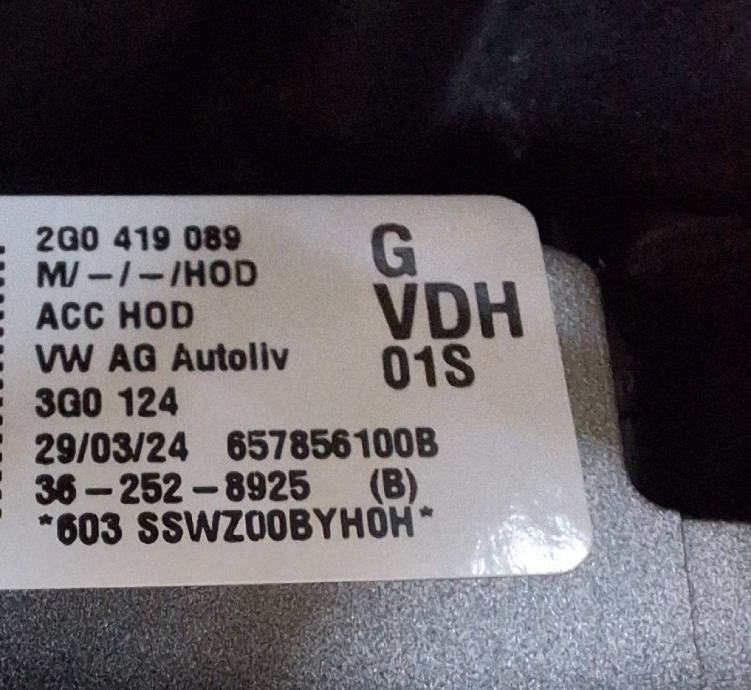 2G0 419 089 G
M/-/-/HOD VDH
ACC HOD 01S
VW AG Autoliv
3G0 124
29/03/24 657856100B
36-252-8925 (B)
*603 SSWZ00BYH0H*